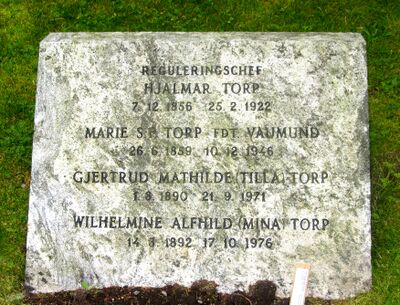 REGULERINGSCHEF
HJALMAR TORP
7.12.1856 25.2.1922
MARIE S.F. TORP FDT VAUMUND
26.6.1859 10.12.1946
GJERTRUD MATHILDE (TILLA) TORP
1.8.1890 21.9.1971
WILHELMINE ALFHILD (MINA) TORP
14.3.1892 17.10.1976